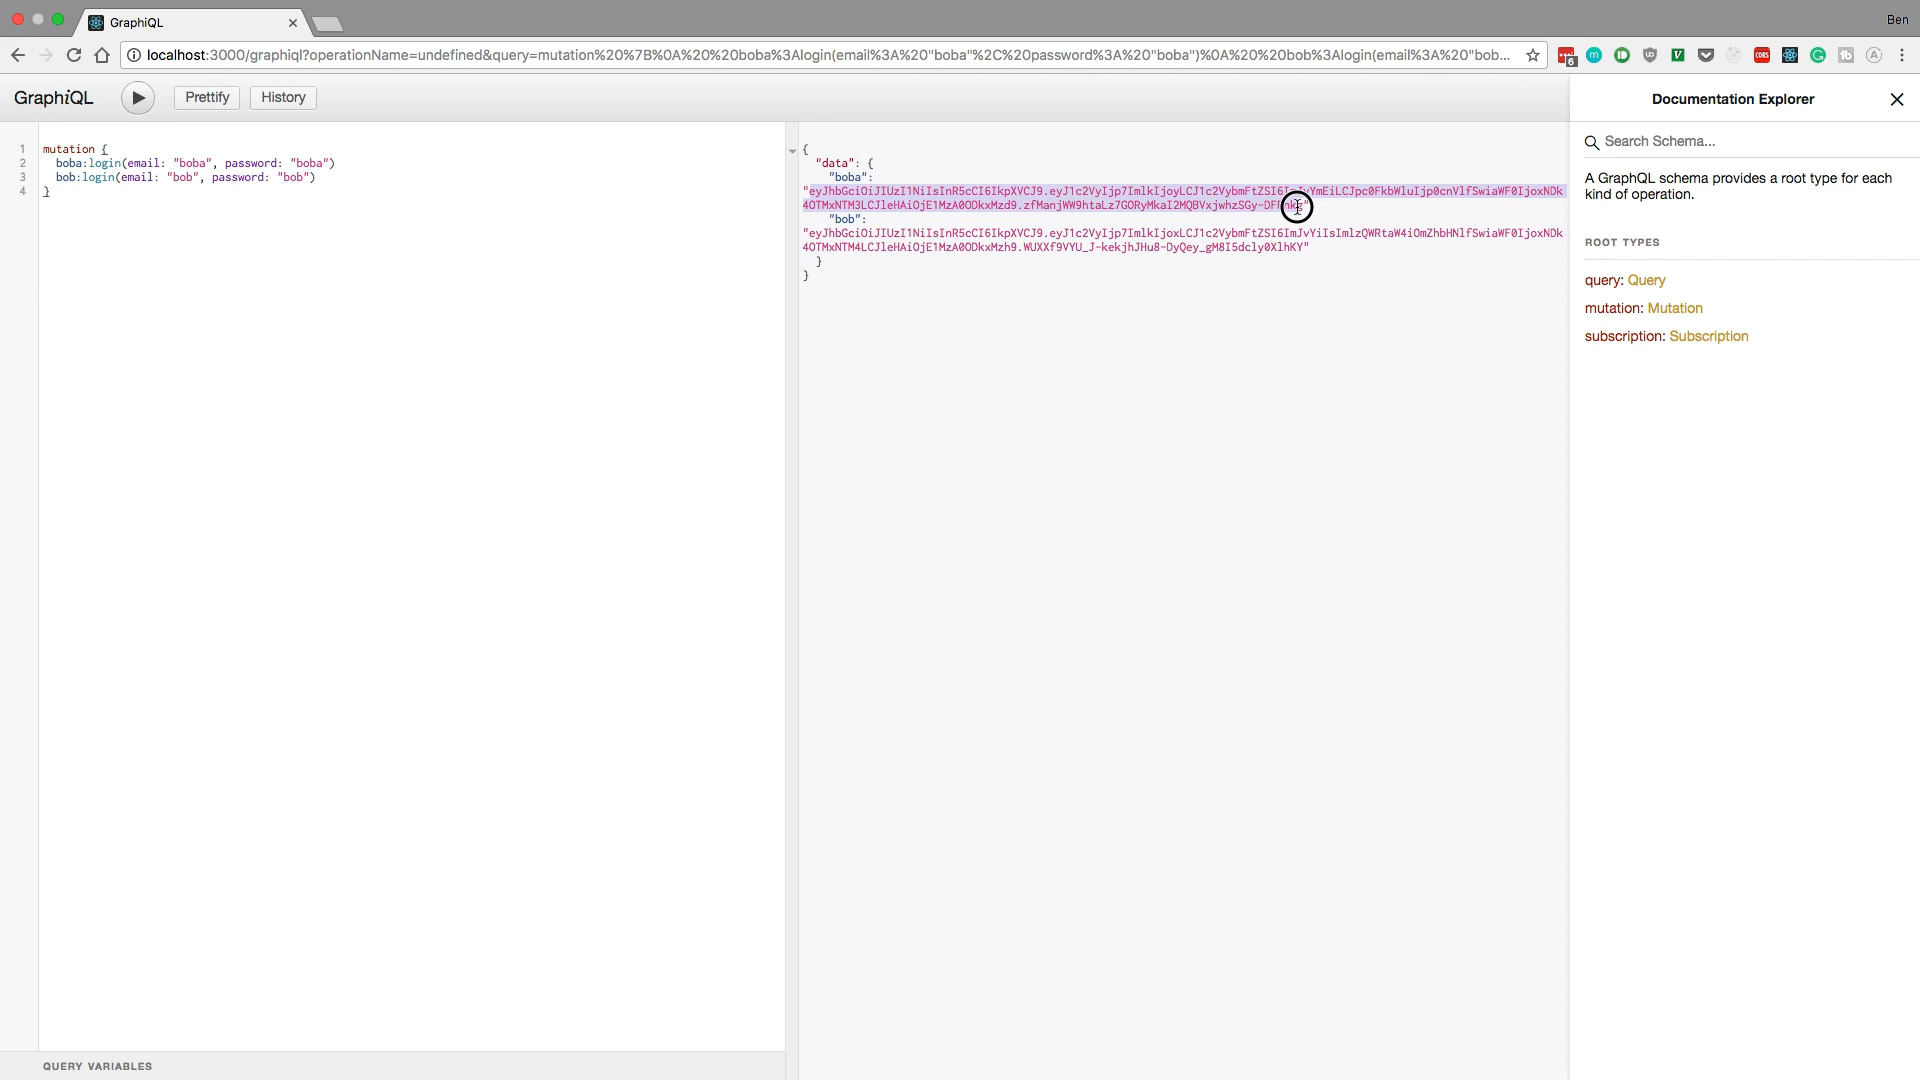 GraphiQL
Ben
localhost:3000/graphiql?operationName=undefined&query=mutation%20%7B%0A%20%20boba%3Alogin(email%3A%20"boba"%2C%20password%3A%20"boba")%0A%20%20bob%3Alogin(email%3A%20"bob...
GraphiQL
Prettify
History
1 mutation {
2 boba:login(email: "boba", password: "boba")
3 bob:login(email: "bob", password: "bob")
4 }
{
"data": {
"boba":
"eyJhbGciOiJIUzI1NiIsInR5cCI6IkpXVCJ9.eyJ1c2VyIjp7ImlkIjoyLCJ1c2VybmFtZSI6
"bob":
"eyJhbGciOiJIUzI1NiIsInR5cCI6IkpXVCJ9.eyJ1c2VyIjp7ImlkIjoxLCJ1c2VybmFtZSI6ImJvYiIsImlzQWRtaW4iOmZhbHNlfSwiaWF0IjoxNDk
4OTMxNTM4LCJleHAiOjE1MzA0ODkxMzh9.WUXXf9VYU_J-kekjhJHu8-DyQey_gM8I5dcly0XlhKY"
}
}
Documentation Explorer
Search Schema...
A GraphQL schema provides a root type for each
kind of operation.
ROOT TYPES
query: Query
mutation: Mutation
subscription: Subscription
QUERY VARIABLES